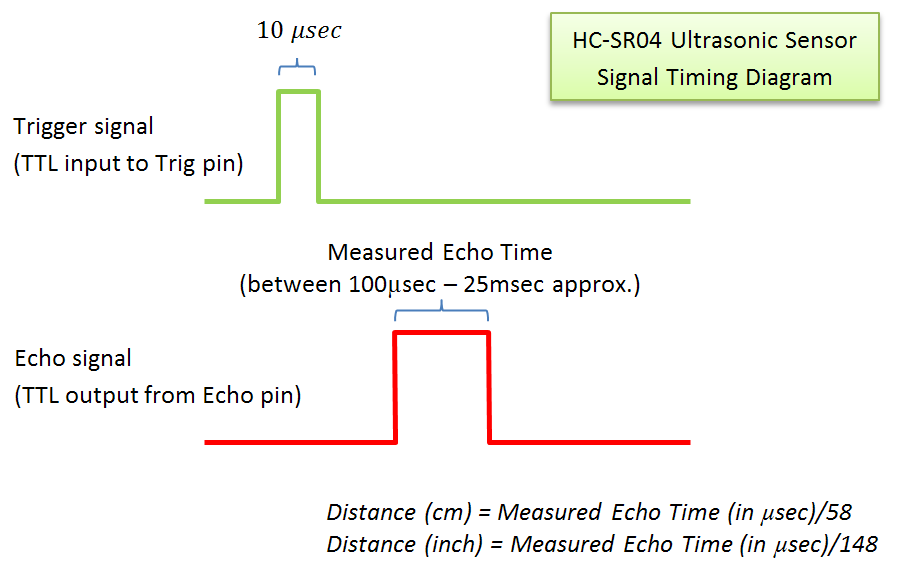 10 μsec
HC-SR04 Ultrasonic Sensor
Signal Timing Diagram
Trigger signal
(TTL input to Trig pin)
Measured Echo Time
(between 100μsec – 25msec approx.)
Echo signal
(TTL output from Echo pin)
Distance (cm) = Measured Echo Time (in μsec)/58
Distance (inch) = Measured Echo Time (in μsec)/148